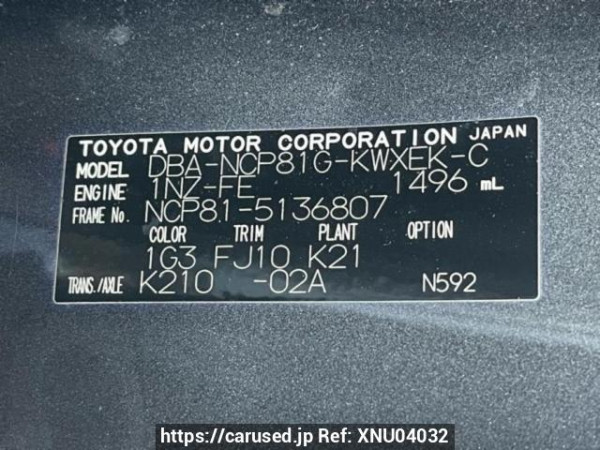 TOYOTA MOTOR CORPORATION JAPAN
MODEL DBA-NCP81G-KWXEK-C
ENGINE 1NZ-FE 1496 mL
FRAME No. NCP81-5136807
COLOR TRIM PLANT OPTION
1G3 FJ10 K21
TRANS./AXLE K210 -02A N592
https://carused.jp Ref: XNU04032